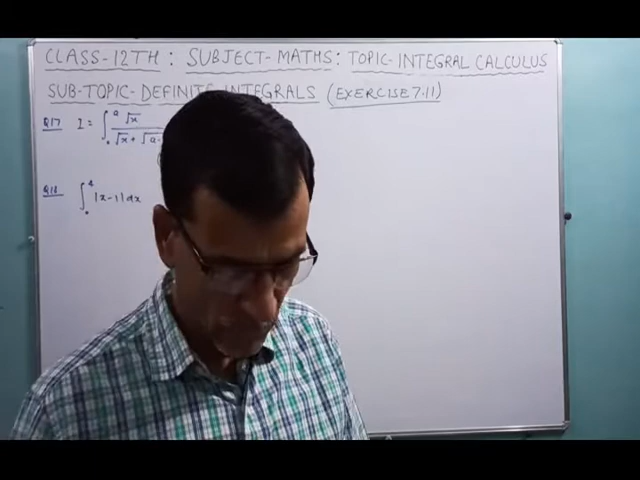 CLASS-12TH : SUBJECT-MATHS: TOPIC-INTEGRAL CALCULUS
SUB-TOPIC-DEFINITE INTEGRALS (EXERCISE 7.11)
Q17 I = ∫₀ᵃ √x / √x + √a-
Q18 ∫₀⁴ |x-1| dx